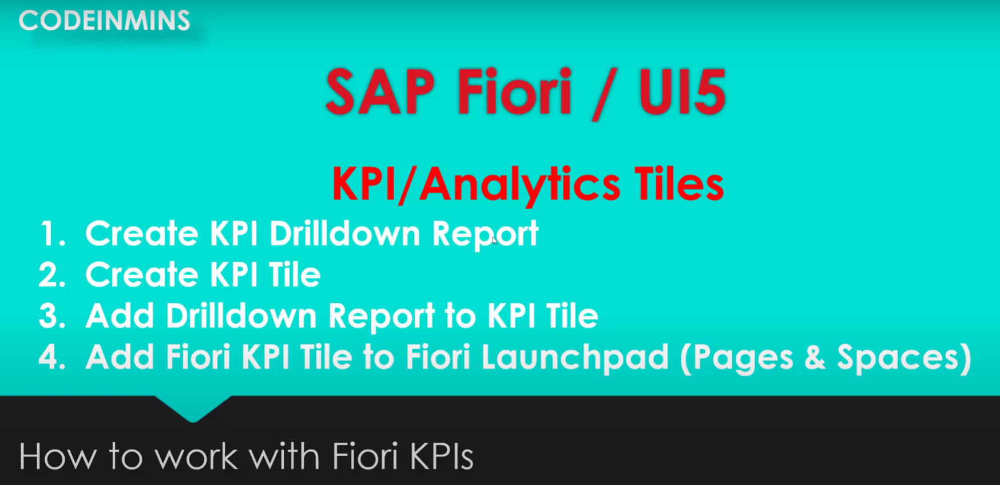 CODEINMINS
SAP Fiori / UI5
KPI/Analytics Tiles
1. Create KPI Drilldown Report
2. Create KPI Tile
3. Add Drilldown Report to KPI Tile
4. Add Fiori KPI Tile to Fiori Launchpad (Pages & Spaces)
How to work with Fiori KPIs